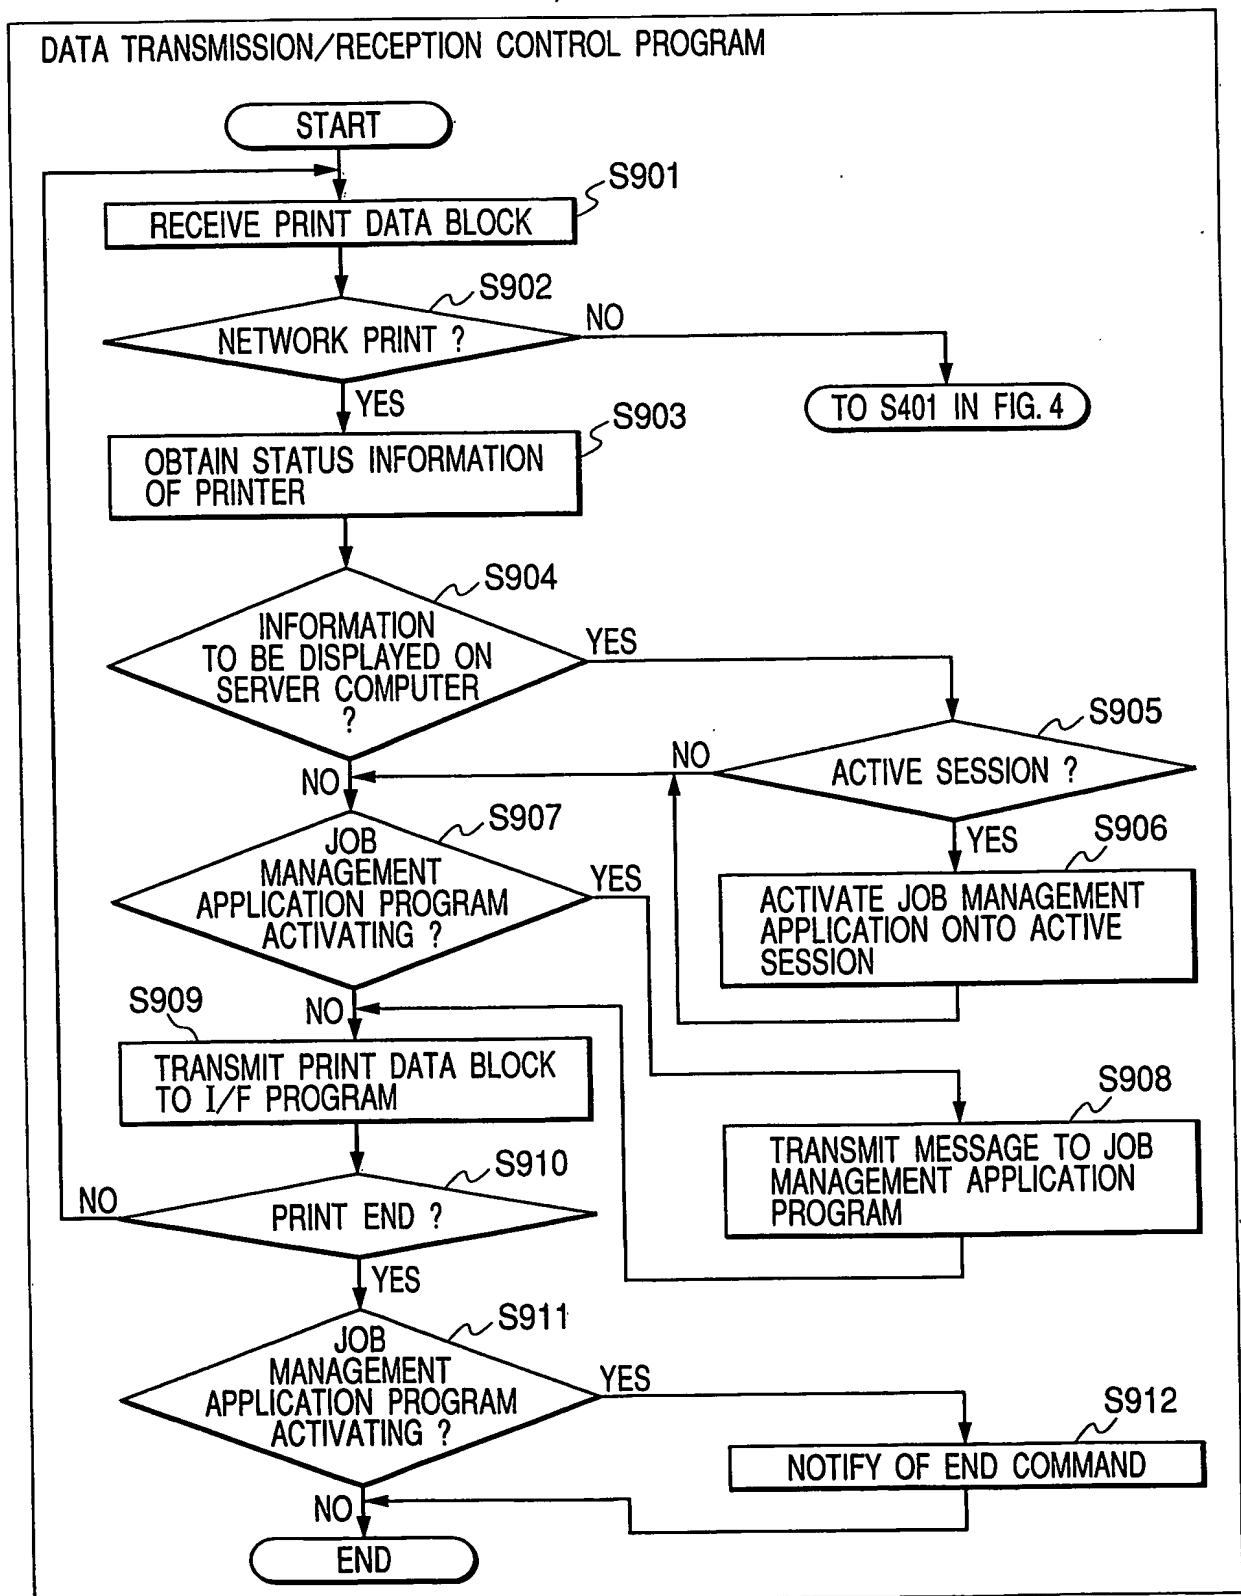 DATA TRANSMISSION/RECEPTION CONTROL PROGRAM
START
S901
RECEIVE PRINT DATA BLOCK
S902
NETWORK PRINT ?
NO
YES
TO S401 IN FIG. 4
S903
OBTAIN STATUS INFORMATION
OF PRINTER
S904
INFORMATION
TO BE DISPLAYED ON
SERVER COMPUTER
?
YES
NO
S905
ACTIVE SESSION ?
NO
YES
S906
ACTIVATE JOB MANAGEMENT
APPLICATION ONTO ACTIVE
SESSION
S907
JOB
MANAGEMENT
APPLICATION PROGRAM
ACTIVATING ?
YES
NO
S908
TRANSMIT MESSAGE TO JOB
MANAGEMENT APPLICATION
PROGRAM
S909
TRANSMIT PRINT DATA BLOCK
TO I/F PROGRAM
S910
PRINT END ?
NO
YES
S911
JOB
MANAGEMENT
APPLICATION PROGRAM
ACTIVATING ?
YES
NO
S912
NOTIFY OF END COMMAND
END